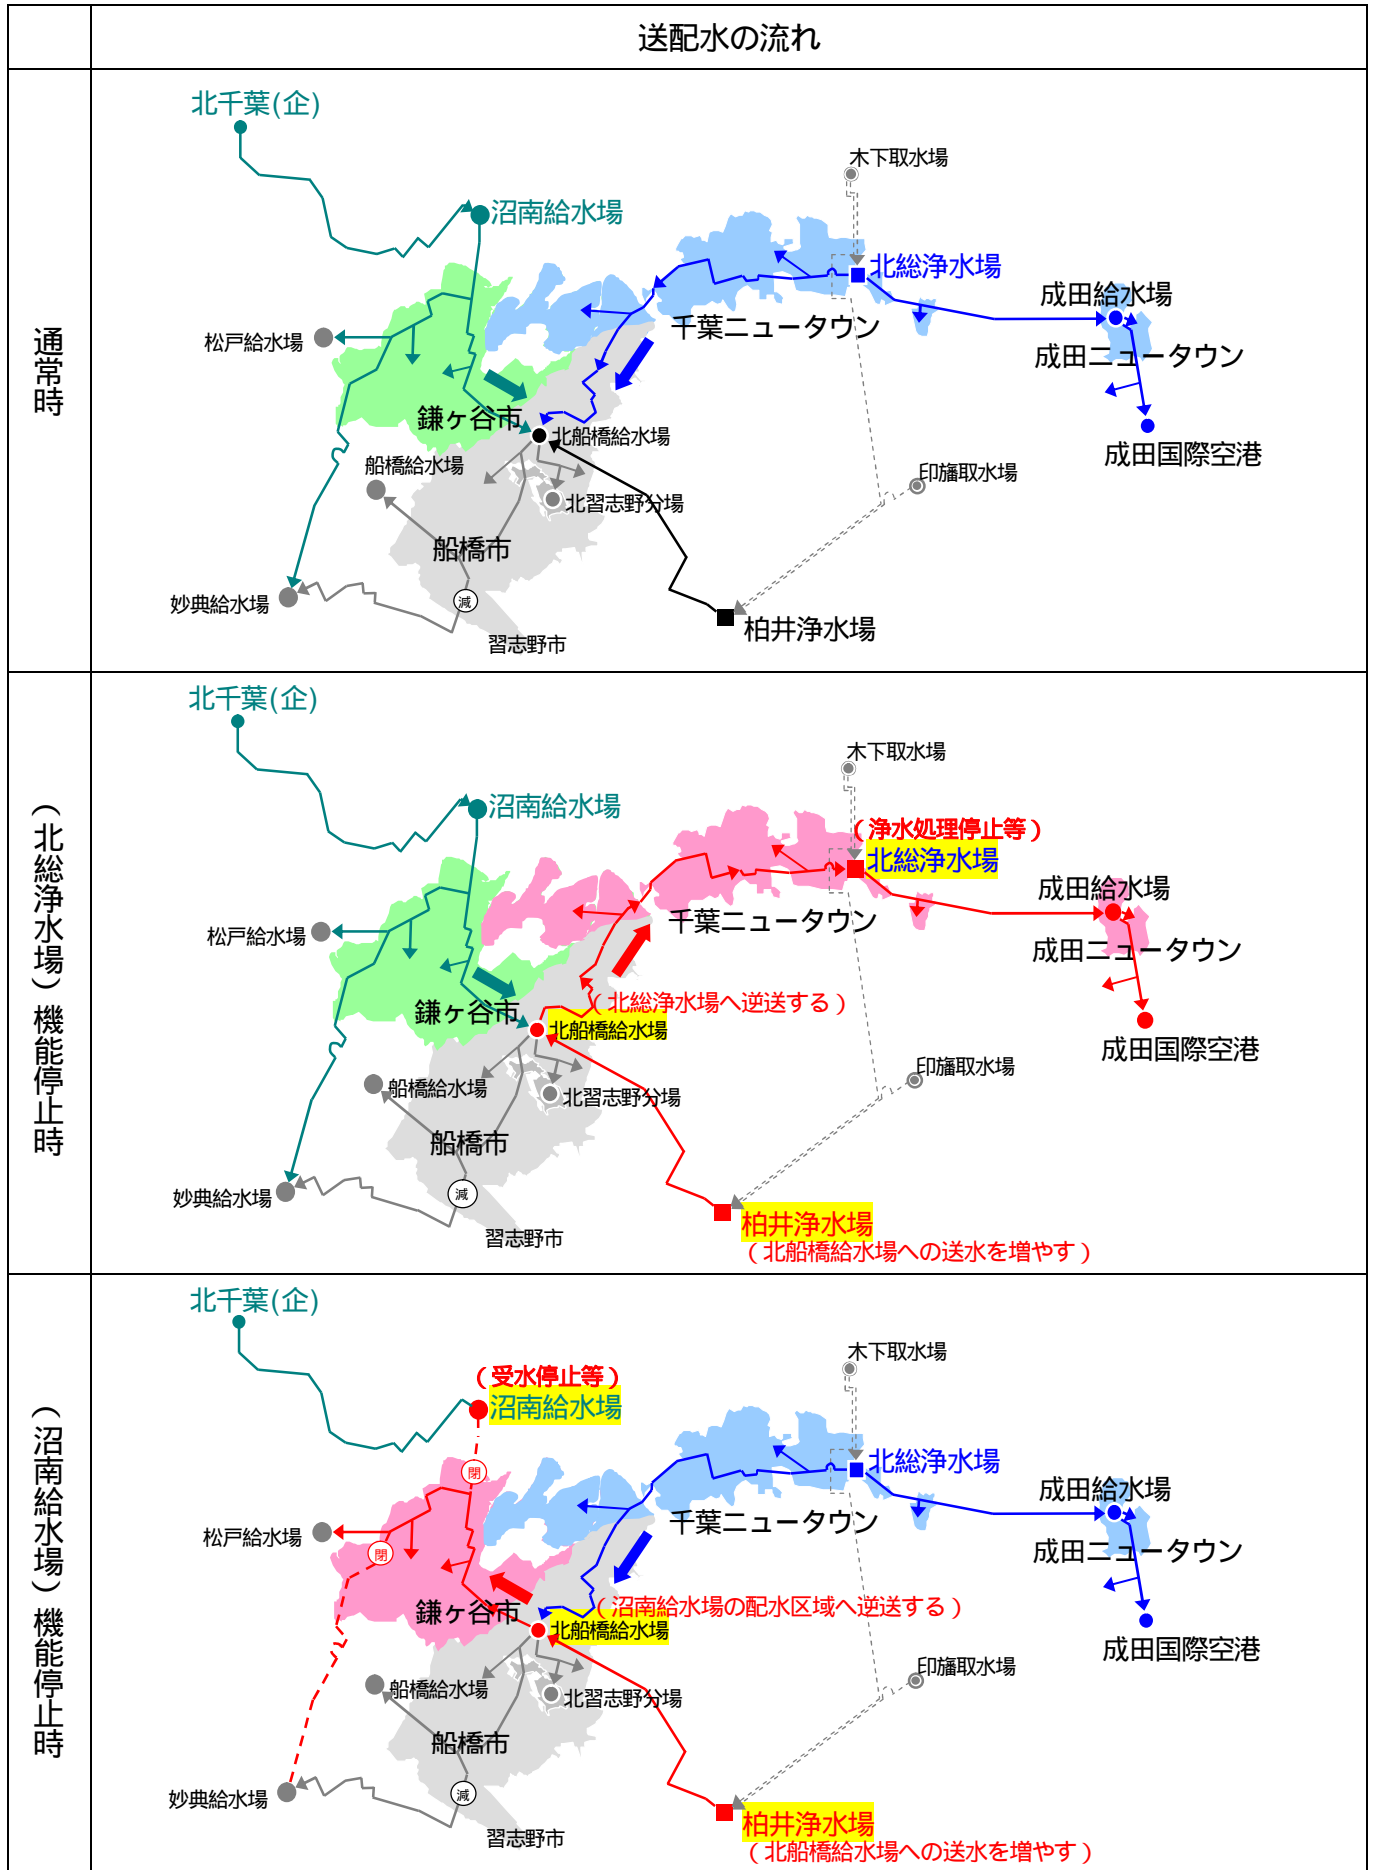 送配水の流れ
通常時
北千葉(企)
木下取水場
沼南給水場
北総浄水場
成田給水場
千葉ニュータウン
松戸給水場
成田ニュータウン
鎌ヶ谷市
北船橋給水場
成田国際空港
船橋給水場
印旛取水場
北習志野分場
船橋市
減
妙典給水場
柏井浄水場
習志野市
(北総浄水場)機能停止時
北千葉(企)
木下取水場
沼南給水場
(浄水処理停止等)
北総浄水場
成田給水場
千葉ニュータウン
松戸給水場
成田ニュータウン
(北総浄水場へ逆送する)
鎌ヶ谷市
北船橋給水場
成田国際空港
印旛取水場
船橋給水場
北習志野分場
船橋市
減
妙典給水場
柏井浄水場
習志野市
(北船橋給水場への送水を増やす)
(沼南給水場)機能停止時
北千葉(企)
木下取水場
(受水停止等)
沼南給水場
北総浄水場
閉
成田給水場
千葉ニュータウン
松戸給水場
閉
成田ニュータウン
(沼南給水場の配水区域へ逆送する)
鎌ヶ谷市
北船橋給水場
成田国際空港
印旛取水場
船橋給水場
北習志野分場
船橋市
減
妙典給水場
柏井浄水場
習志野市
(北船橋給水場への送水を増やす)